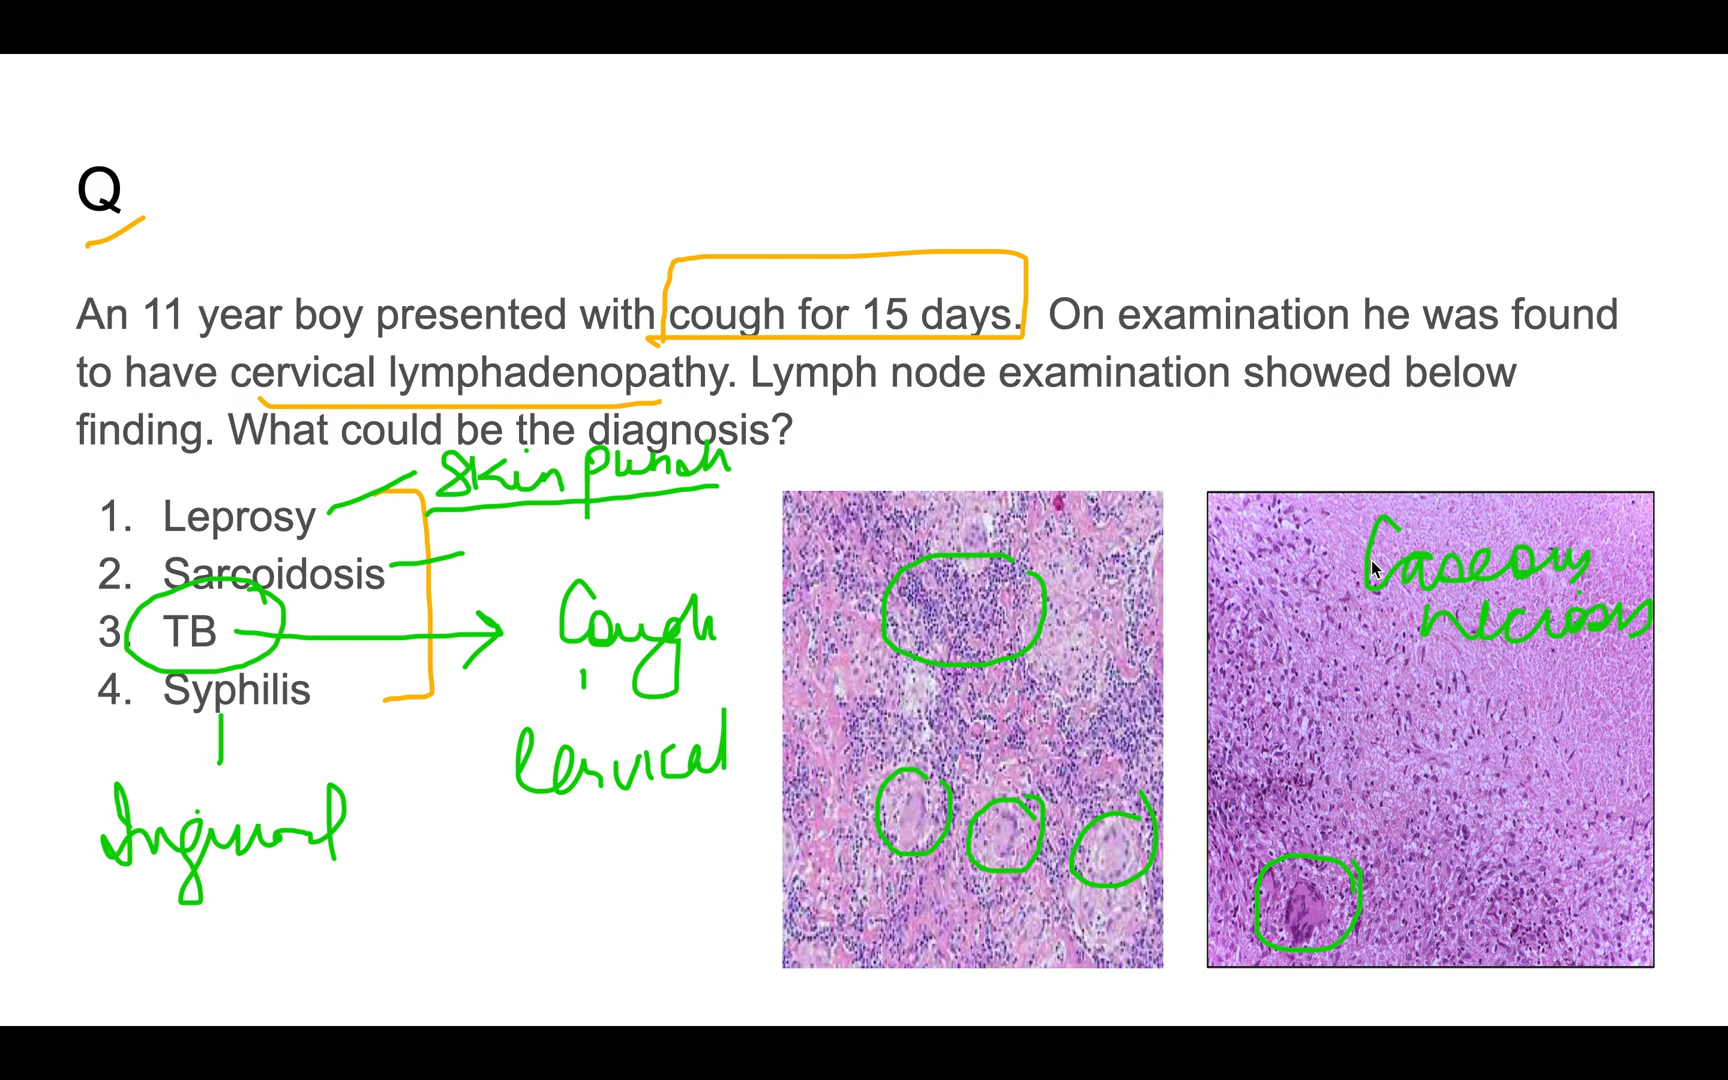 Q
An 11 year boy presented with cough for 15 days. On examination he was found
to have cervical lymphadenopathy. Lymph node examination showed below
finding. What could be the diagnosis?
Skin punch
1. Leprosy
2. Sarcoidosis
3. TB
4. Syphilis
Cough
Cervical
Inguinal
Caseous
necrosis